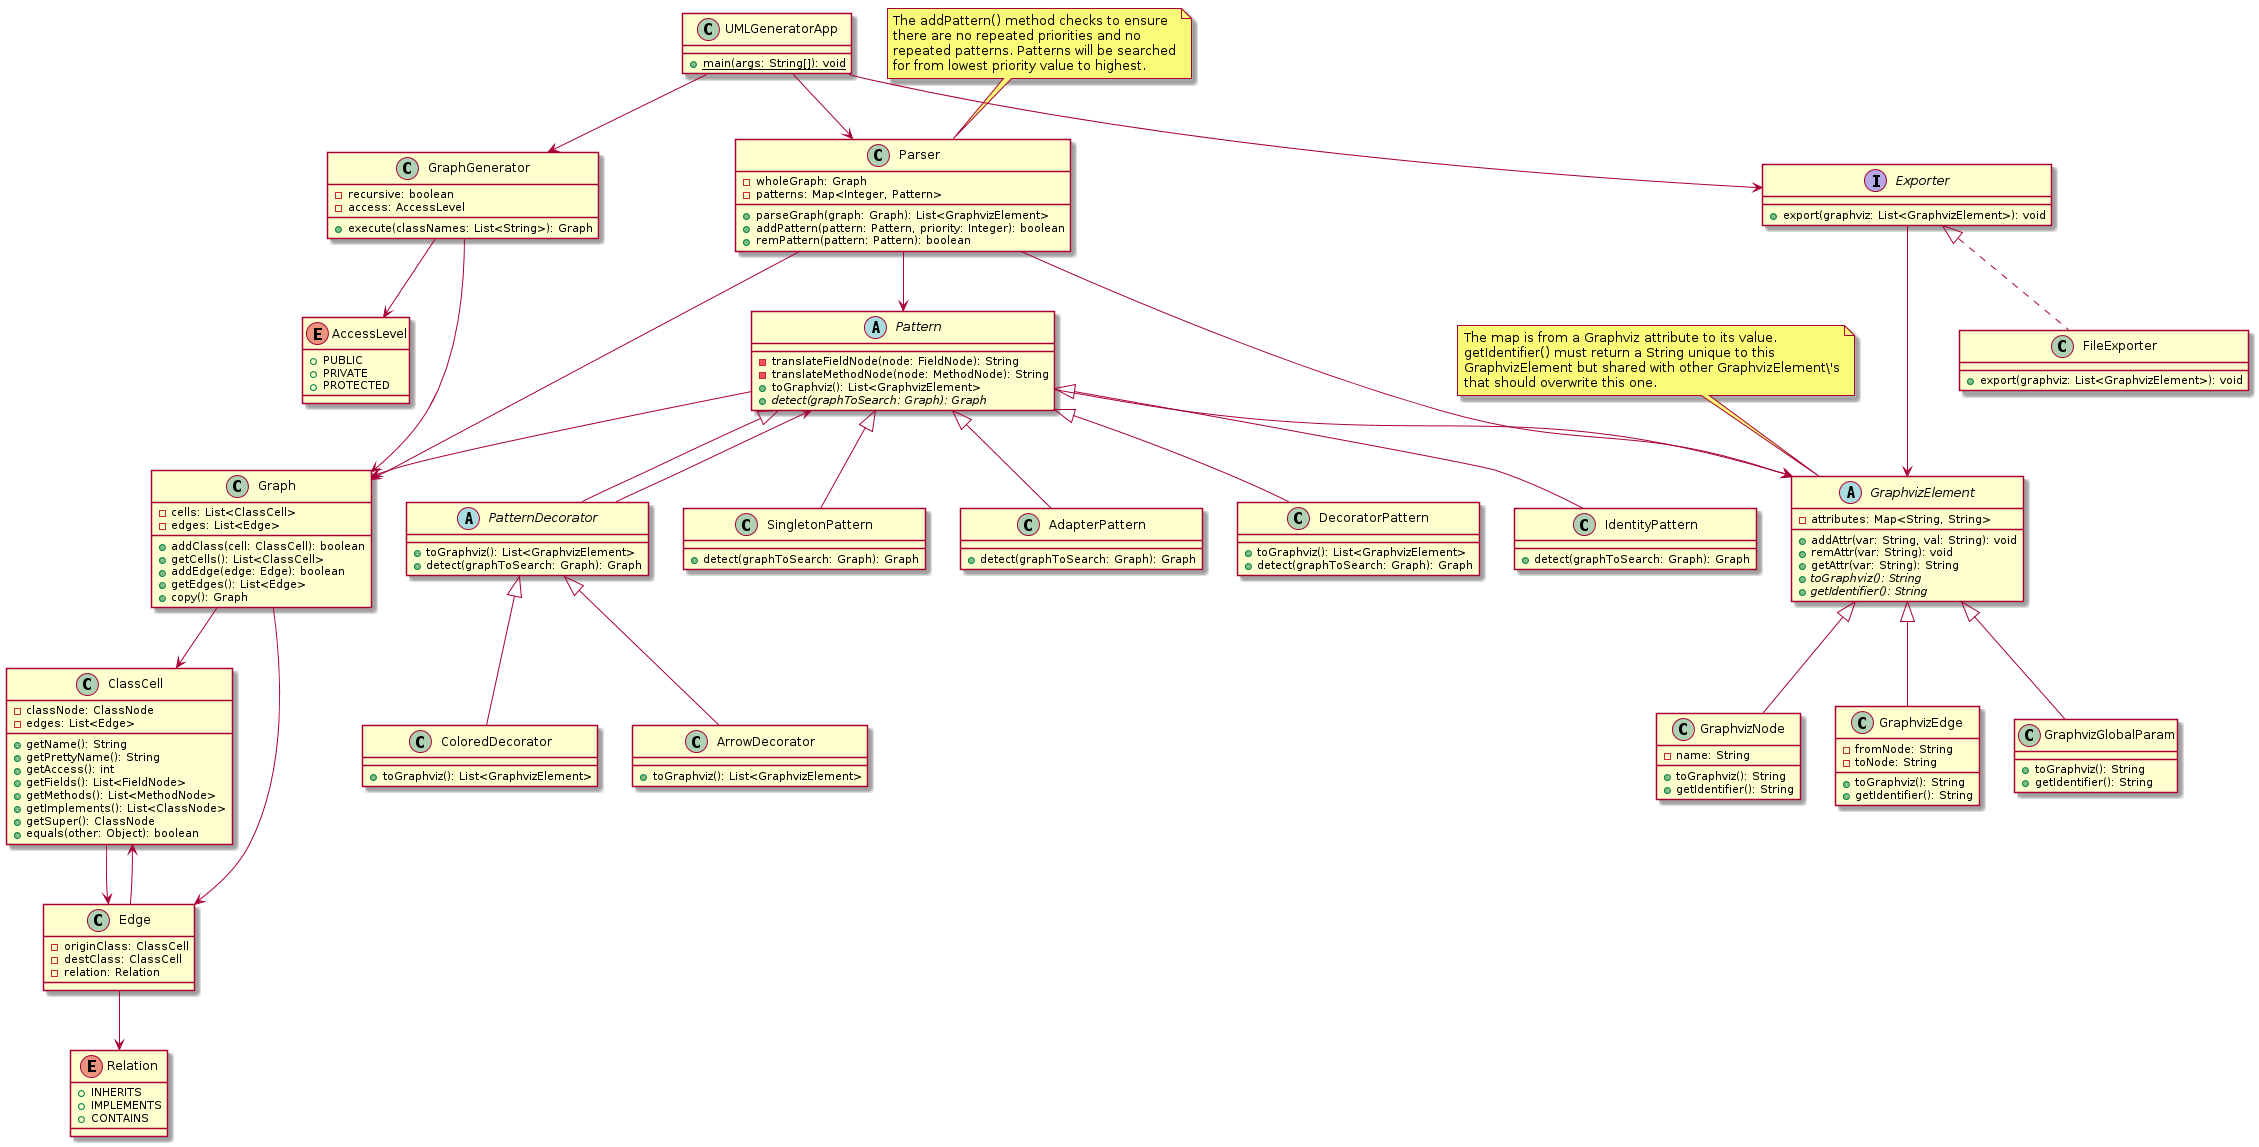 C UMLGeneratorApp
main(args: String[]): void
The addPattern() method checks to ensure
there are no repeated priorities and no
repeated patterns. Patterns will be searched
for from lowest priority value to highest.
C GraphGenerator
recursive: boolean
access: AccessLevel
execute(classNames: List<String>): Graph
C Parser
wholeGraph: Graph
patterns: Map<Integer, Pattern>
parseGraph(graph: Graph): List<GraphvizElement>
addPattern(pattern: Pattern, priority: Integer): boolean
remPattern(pattern: Pattern): boolean
I Exporter
export(graphviz: List<GraphvizElement>): void
E AccessLevel
PUBLIC
PRIVATE
PROTECTED
A Pattern
translateFieldNode(node: FieldNode): String
translateMethodNode(node: MethodNode): String
toGraphviz(): List<GraphvizElement>
detect(graphToSearch: Graph): Graph
The map is from a Graphviz attribute to its value.
getIdentifier() must return a String unique to this
GraphvizElement but shared with other GraphvizElement\'s
that should overwrite this one.
C FileExporter
export(graphviz: List<GraphvizElement>): void
C Graph
cells: List<ClassCell>
edges: List<Edge>
addClass(cell: ClassCell): boolean
getCells(): List<ClassCell>
addEdge(edge: Edge): boolean
getEdges(): List<Edge>
copy(): Graph
A PatternDecorator
toGraphviz(): List<GraphvizElement>
detect(graphToSearch: Graph): Graph
C SingletonPattern
detect(graphToSearch: Graph): Graph
C AdapterPattern
detect(graphToSearch: Graph): Graph
C DecoratorPattern
toGraphviz(): List<GraphvizElement>
detect(graphToSearch: Graph): Graph
C IdentityPattern
detect(graphToSearch: Graph): Graph
A GraphvizElement
attributes: Map<String, String>
addAttr(var: String, val: String): void
remAttr(var: String): void
getAttr(var: String): String
toGraphviz(): String
getIdentifier(): String
C ClassCell
classNode: ClassNode
edges: List<Edge>
getName(): String
getPrettyName(): String
getAccess(): int
getFields(): List<FieldNode>
getMethods(): List<MethodNode>
getImplements(): List<ClassNode>
getSuper(): ClassNode
equals(other: Object): boolean
C ColoredDecorator
toGraphviz(): List<GraphvizElement>
C ArrowDecorator
toGraphviz(): List<GraphvizElement>
C GraphvizNode
name: String
toGraphviz(): String
getIdentifier(): String
C GraphvizEdge
fromNode: String
toNode: String
toGraphviz(): String
getIdentifier(): String
C GraphvizGlobalParam
toGraphviz(): String
getIdentifier(): String
C Edge
originClass: ClassCell
destClass: ClassCell
relation: Relation
E Relation
INHERITS
IMPLEMENTS
CONTAINS